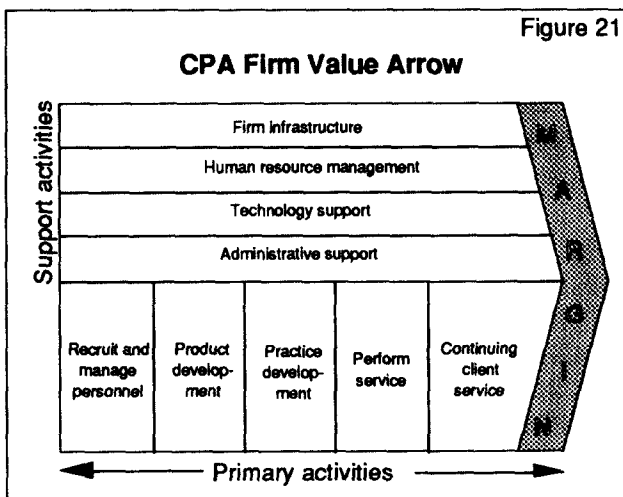 Figure 21
CPA Firm Value Arrow
Support activities
Firm infrastructure
Human resource management
Technology support
Administrative support
Recruit and
manage
personnel
Product
develop-
ment
Practice
develop-
ment
Perform
service
Continuing
client
service
M
A
R
G
I
N
Primary activities